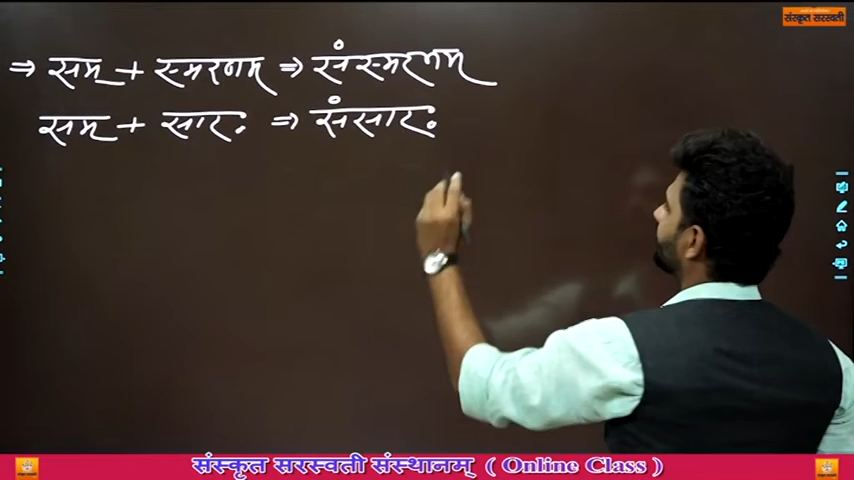 संस्कृत सरस्वती
⇒ सम् + स्मरणम् ⇒ संस्मरणम्
सम् + सारः ⇒ संसारः
संस्कृत सरस्वती संस्थानम् ( Online Class )